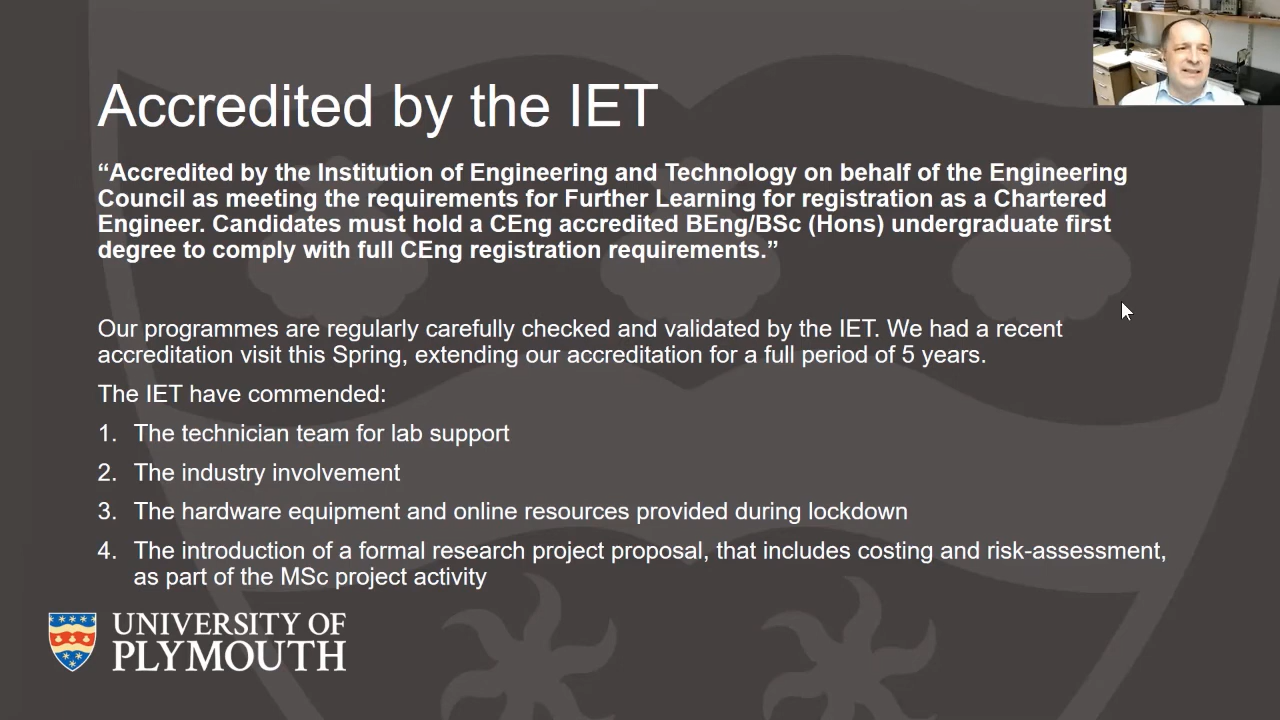 Accredited by the IET
“Accredited by the Institution of Engineering and Technology on behalf of the Engineering
Council as meeting the requirements for Further Learning for registration as a Chartered
Engineer. Candidates must hold a CEng accredited BEng/BSc (Hons) undergraduate first
degree to comply with full CEng registration requirements.”
Our programmes are regularly carefully checked and validated by the IET. We had a recent
accreditation visit this Spring, extending our accreditation for a full period of 5 years.
The IET have commended:
1. The technician team for lab support
2. The industry involvement
3. The hardware equipment and online resources provided during lockdown
4. The introduction of a formal research project proposal, that includes costing and risk-assessment,
as part of the MSc project activity
UNIVERSITY OF
PLYMOUTH